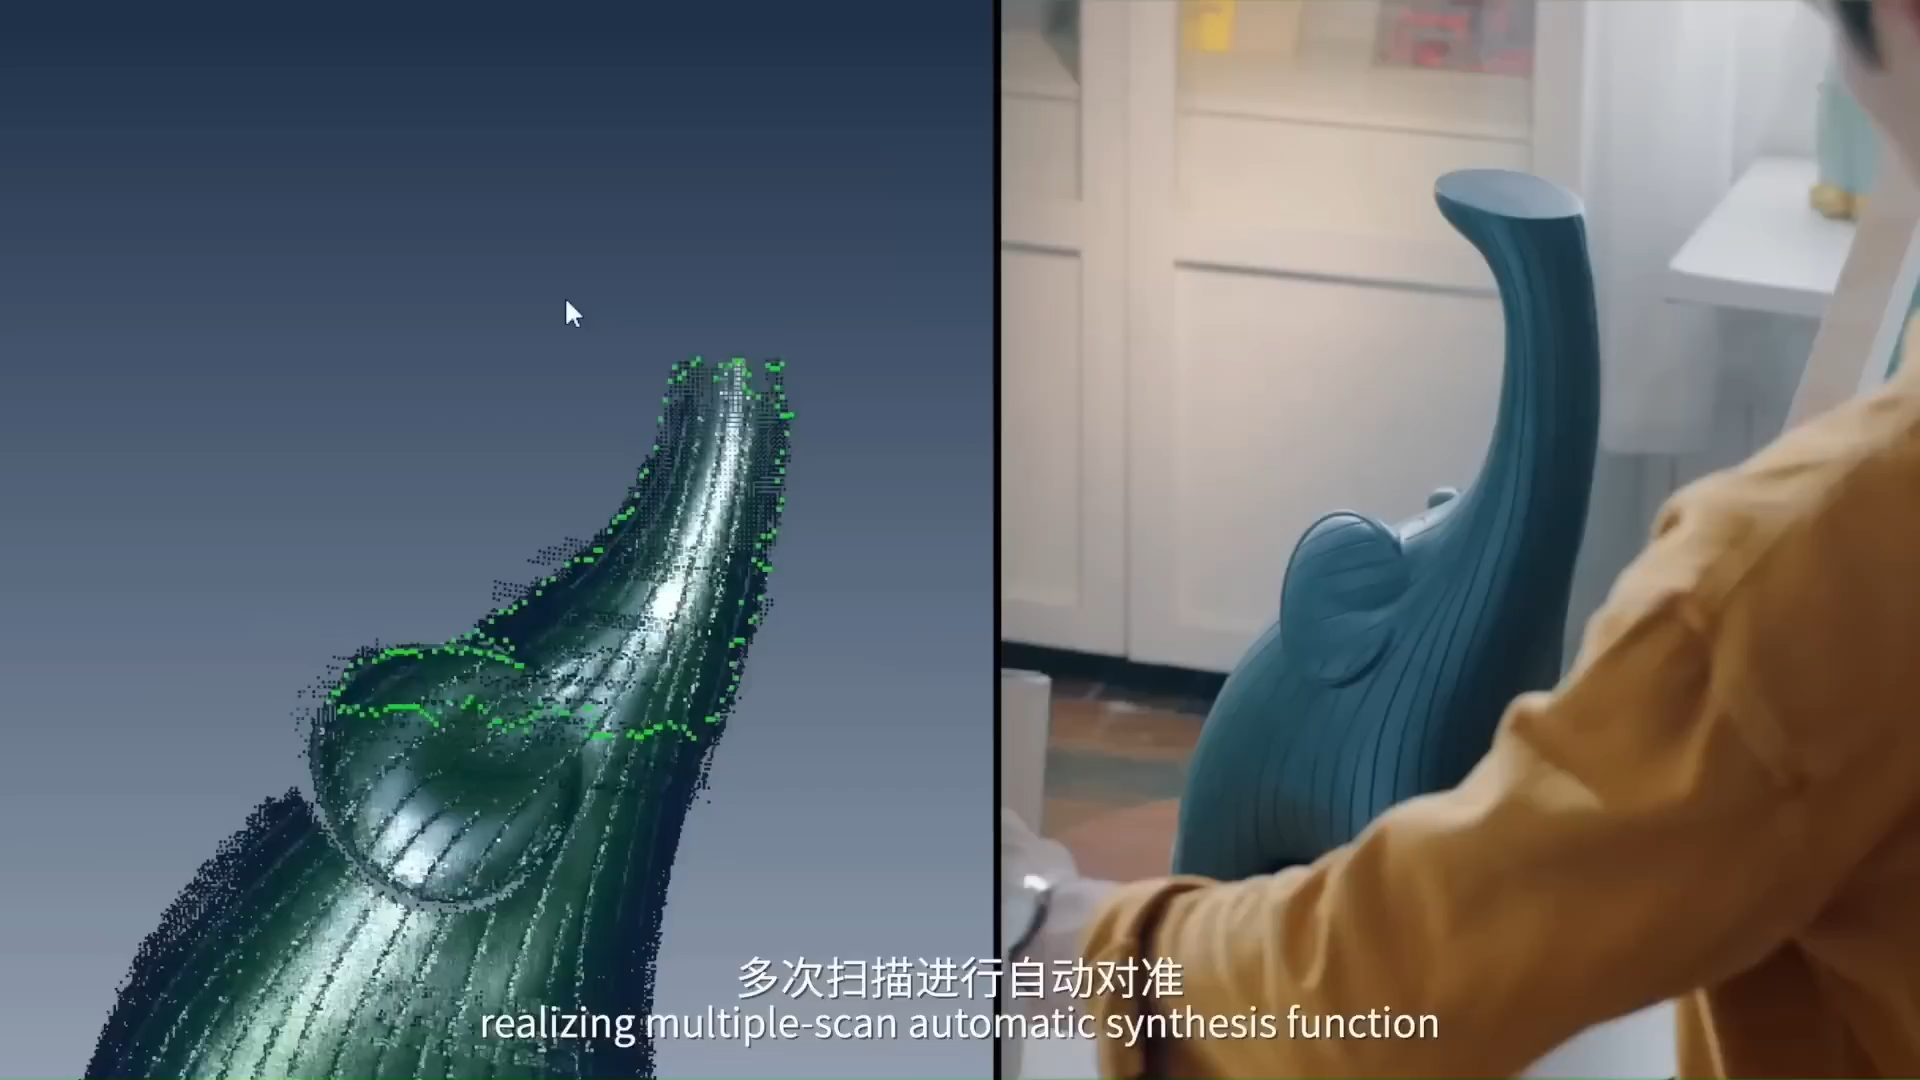 多次扫描进行自动对准
realizing multiple-scan automatic synthesis function